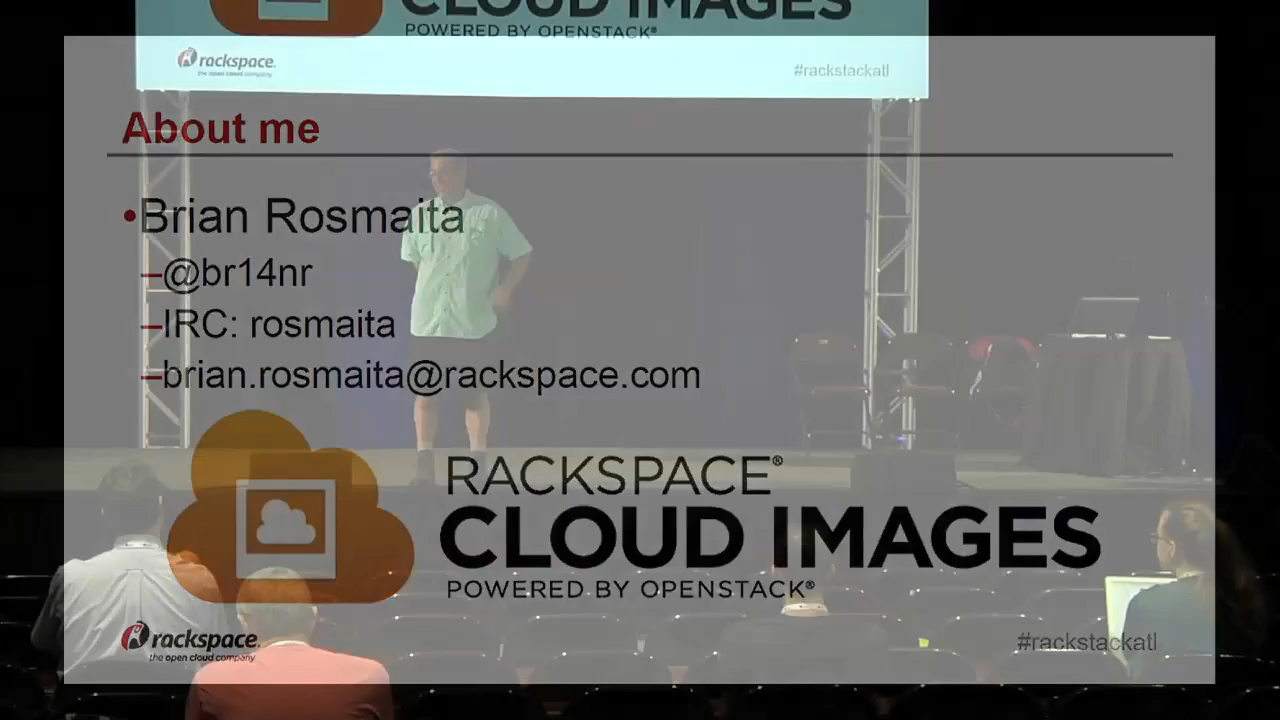 CLOUD IMAGES
POWERED BY OPENSTACK®
rackspace.
the open cloud company
#rackstackatl
About me
•Brian Rosmaita
–@br14nr
–IRC: rosmaita
–brian.rosmaita@rackspace.com
RACKSPACE®
CLOUD IMAGES
POWERED BY OPENSTACK®
rackspace.
the open cloud company
#rackstackatl